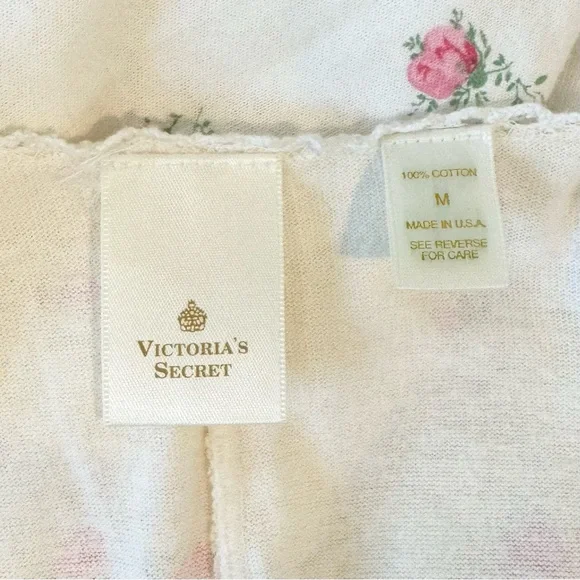 VICTORIA'S
SECRET
100% COTTON
M
MADE IN U.S.A.
SEE REVERSE
FOR CARE